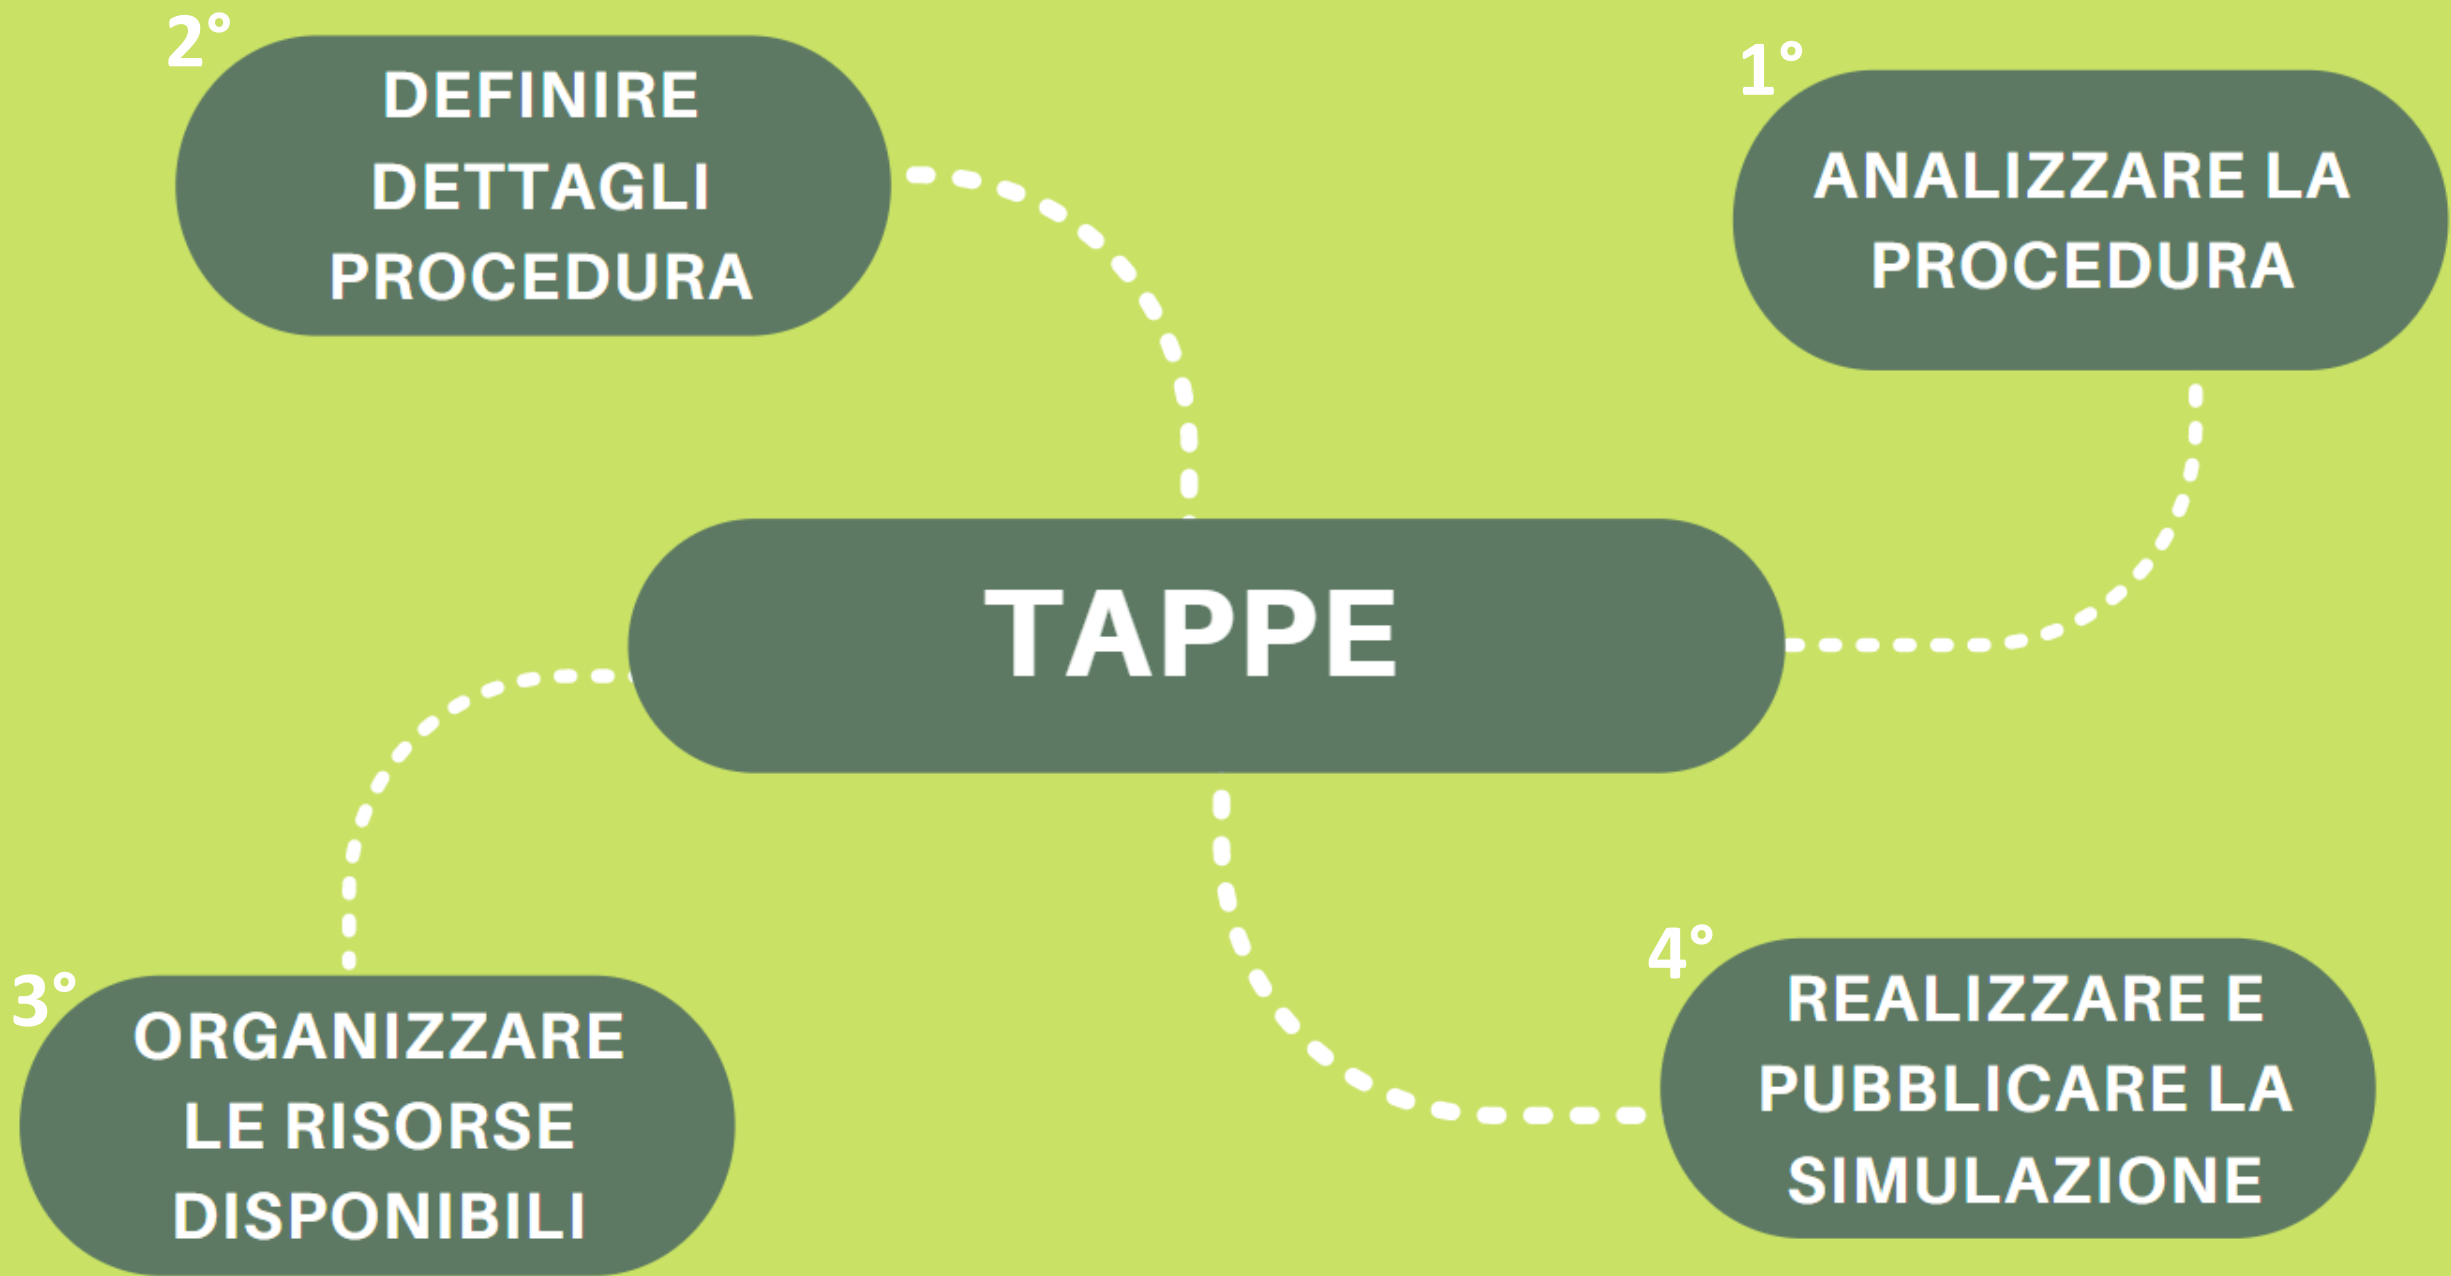 2°
DEFINIRE
DETTAGLI
PROCEDURA
1°
ANALIZZARE LA
PROCEDURA
TAPPE
3°
ORGANIZZARE
LE RISORSE
DISPONIBILI
4°
REALIZZARE E
PUBBLICARE LA
SIMULAZIONE